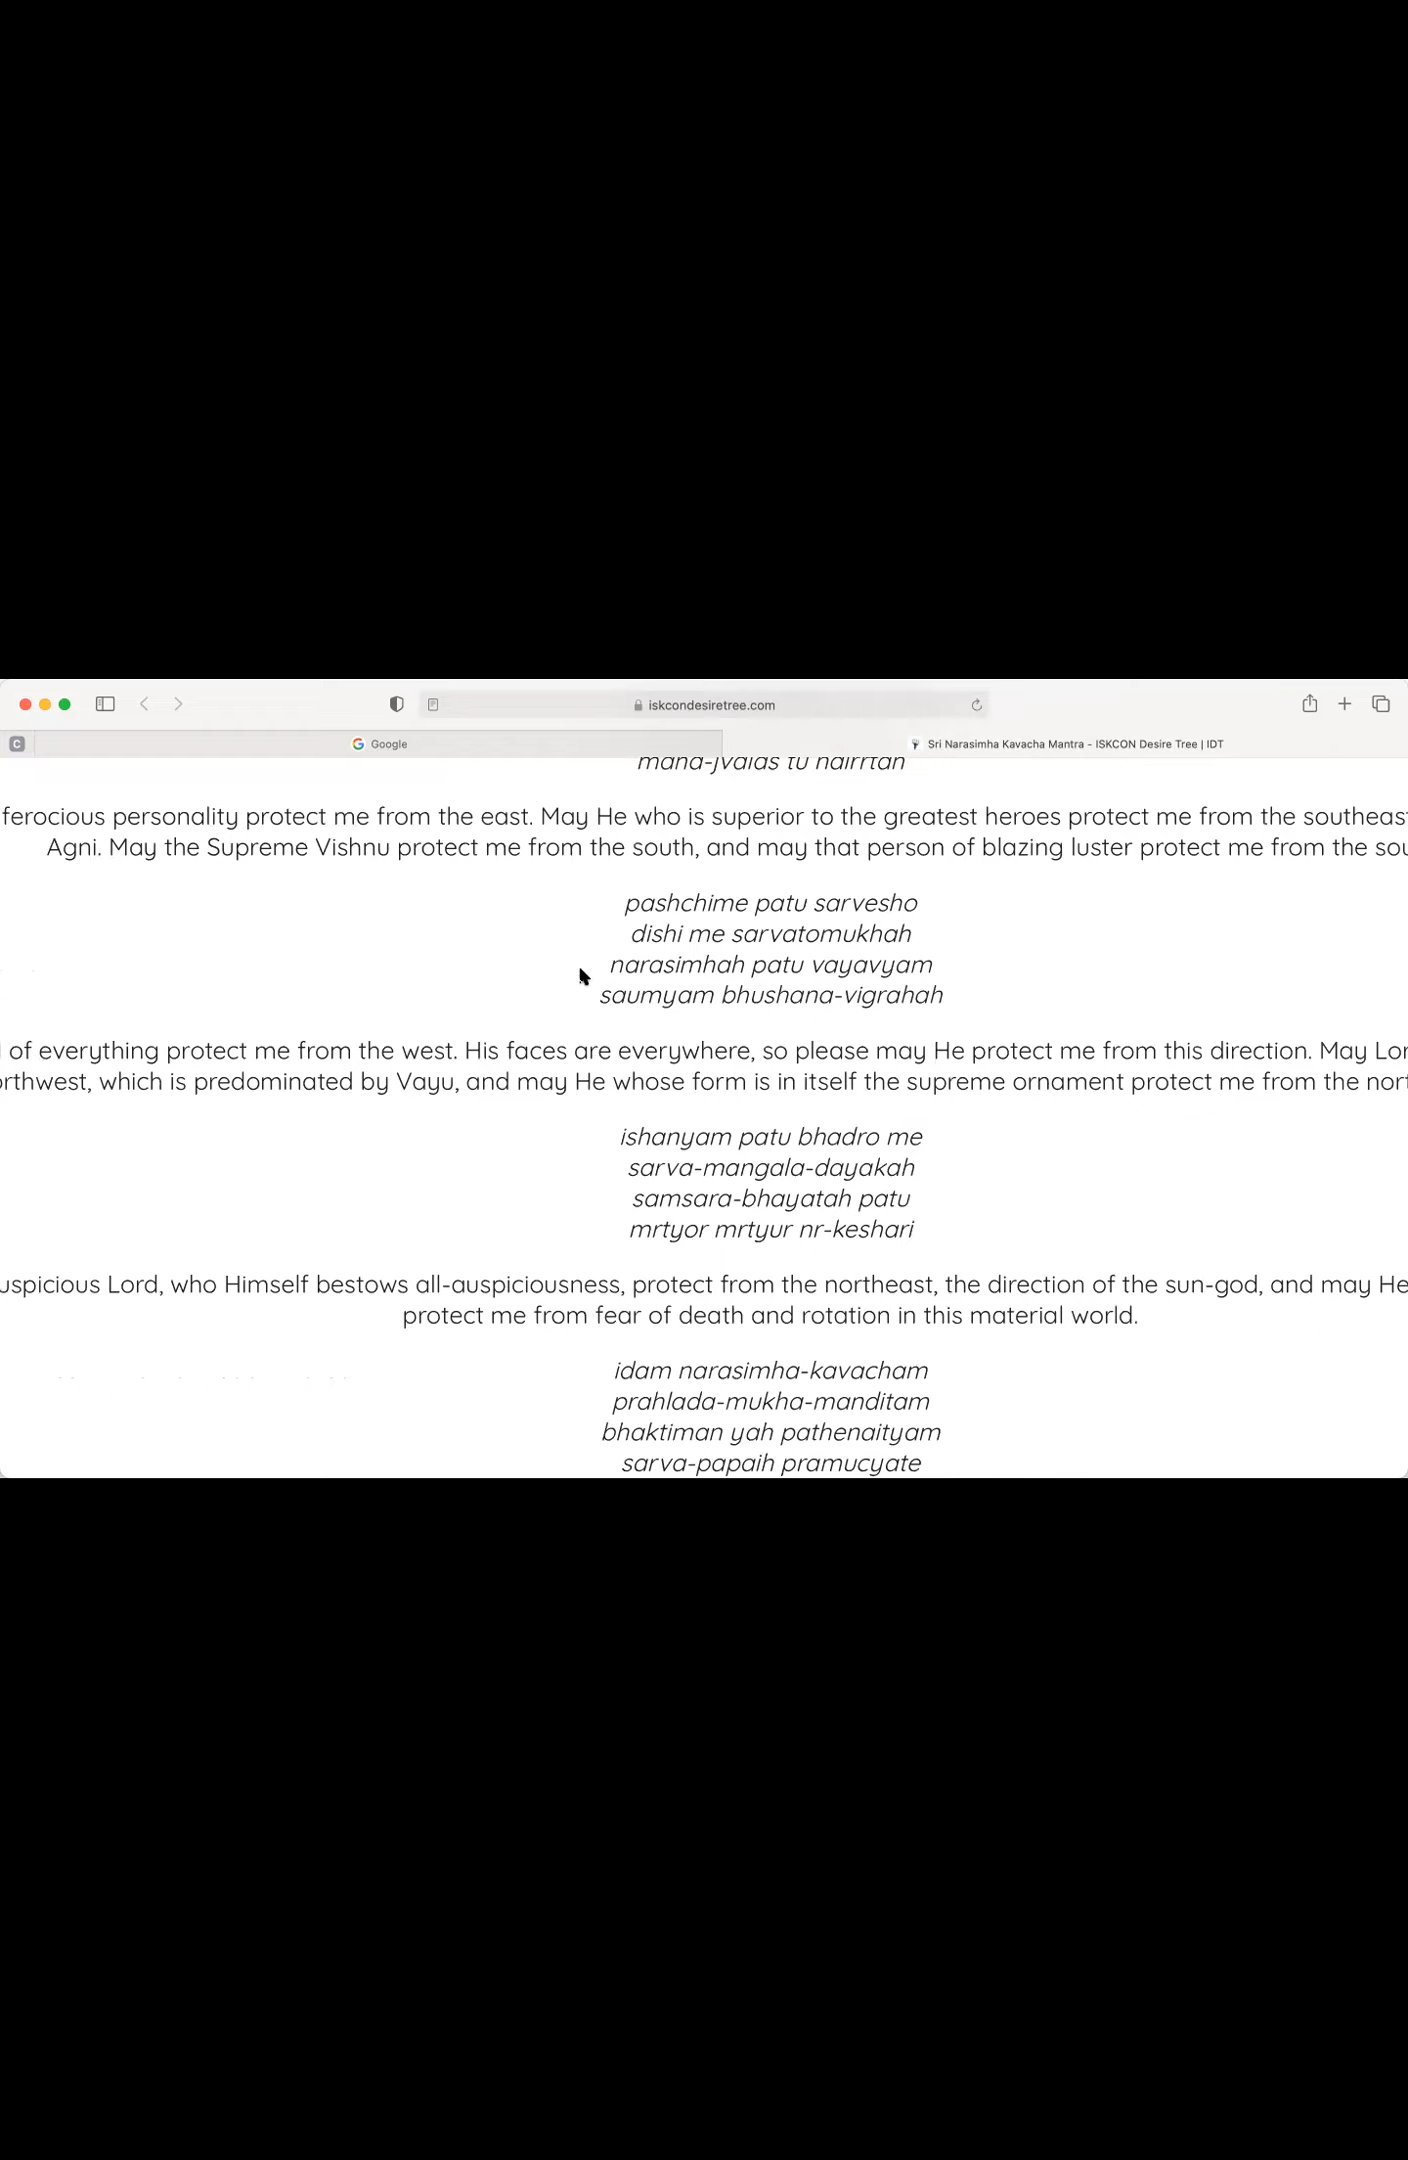 iskcondesiretree.com
C
Google
Sri Narasimha Kavacha Mantra - ISKCON Desire Tree | IDT
maha-jvalas tu nairrtah
ferocious personality protect me from the east. May He who is superior to the greatest heroes protect me from the southeast
Agni. May the Supreme Vishnu protect me from the south, and may that person of blazing luster protect me from the sou
pashchime patu sarvesho
dishi me sarvatomukhah
narasimhah patu vayavyam
saumyam bhushana-vigrahah
of everything protect me from the west. His faces are everywhere, so please may He protect me from this direction. May Lor
orthwest, which is predominated by Vayu, and may He whose form is in itself the supreme ornament protect me from the nort
ishanyam patu bhadro me
sarva-mangala-dayakah
samsara-bhayatah patu
mrtyor mrtyur nr-keshari
uspicious Lord, who Himself bestows all-auspiciousness, protect from the northeast, the direction of the sun-god, and may He
protect me from fear of death and rotation in this material world.
idam narasimha-kavacham
prahlada-mukha-manditam
bhaktiman yah pathenaityam
sarva-papaih pramucyate